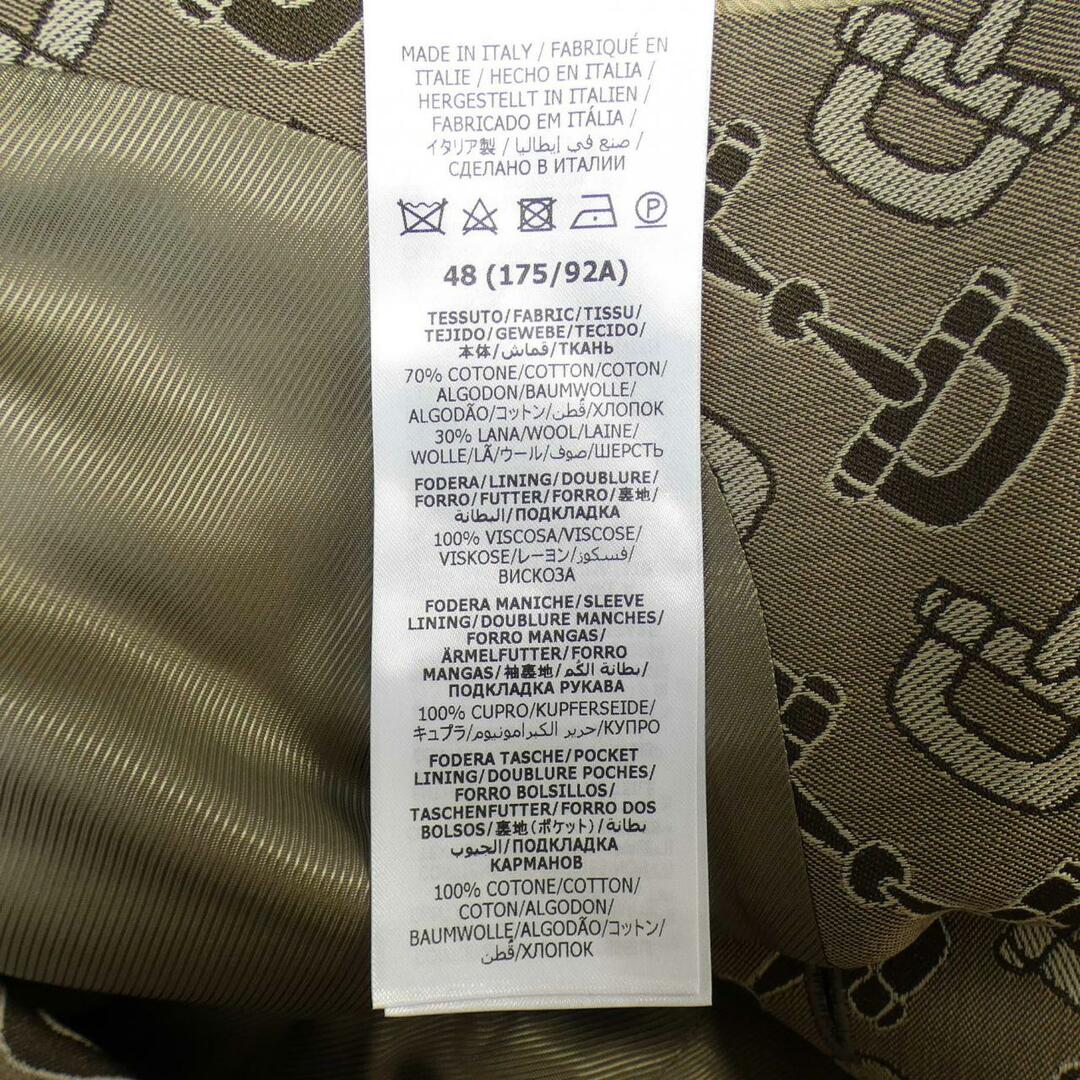 MADE IN ITALY / FABRIQUÉ EN
ITALIE / HECHO EN ITALIA /
HERGESTELLT IN ITALIEN /
FABRICADO EM ITÁLIA /
イタリア製 / صنع في إيطاليا /
СДЕЛАНО В ИТАЛИИ
P
48 (175/92A)
TESSUTO/FABRIC/TISSU/
TEJIDO/GEWEBE/TECIDO/
本体/قماش/ТКАНЬ
70% COTONE/COTTON/COTON/
ALGODON/BAUMWOLLE/
ALGODÃO/コットン/قُطن/ХЛОПОК
30% LANA/WOOL/LAINE/
WOLLE/LÃ/ウール/صوف/ШЕРСТЬ
FODERA/LINING/DOUBLURE/
FORRO/FUTTER/FORRO/裏地/
البطانة/ПОДКЛАДКА
100% VISCOSA/VISCOSE/
VISKOSE/レーヨン/فسكوز/
ВИСКОЗА
FODERA MANICHE/SLEEVE
LINING/DOUBLURE MANCHES/
FORRO MANGAS/
ÄRMELFUTTER/FORRO
MANGAS/袖裏地/بطانة الكُم/
ПОДКЛАДКА РУКАВА
100% CUPRO/KUPFERSEIDE/
キュプラ/حرير الكبرامونيوم/КУПРО
FODERA TASCHE/POCKET
LINING/DOUBLURE POCHES/
FORRO BOLSILLOS/
TASCHENFUTTER/FORRO DOS
BOLSOS/裏地(ポケット)/بطانة
الجيوب/ПОДКЛАДКА
КАРМАНОВ
100% COTONE/COTTON/
COTON/ALGODON/
BAUMWOLLE/ALGODÃO/コットン/
قُطن/ХЛОПОК